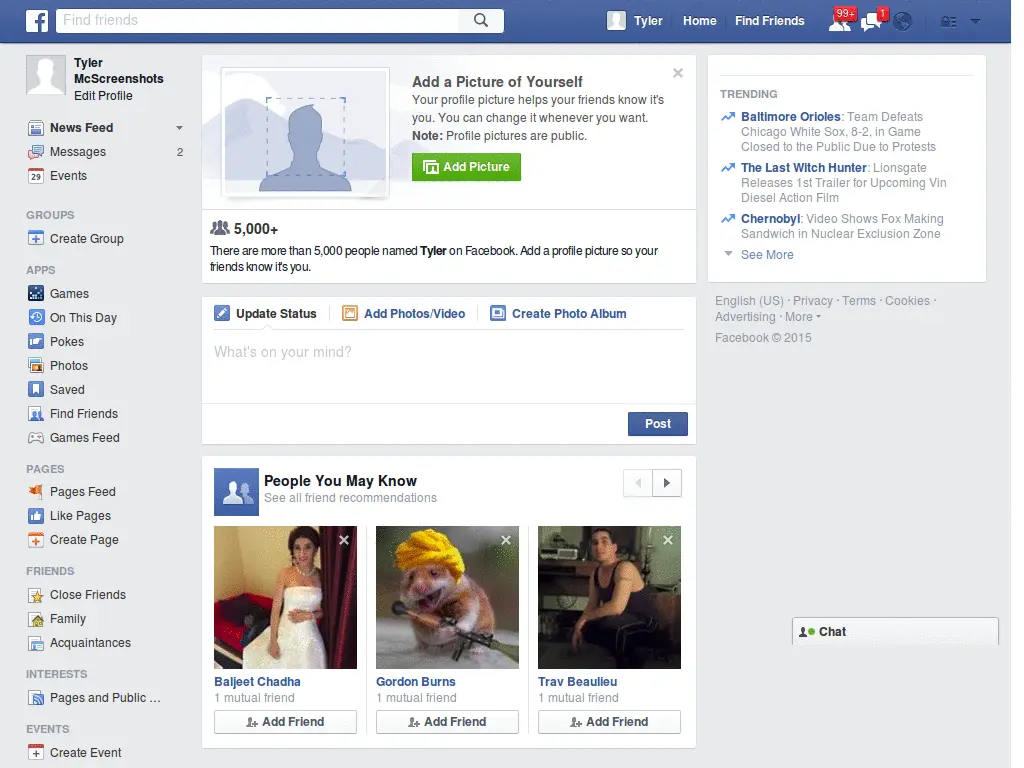 Find friends
Tyler
Home
Find Friends
99+
1
Tyler
McScreenshots
Edit Profile
News Feed
Messages
2
29
Events
GROUPS
Create Group
APPS
Games
On This Day
Pokes
Photos
Saved
Find Friends
Games Feed
PAGES
Pages Feed
Like Pages
Create Page
FRIENDS
Close Friends
Family
Acquaintances
INTERESTS
Pages and Public ...
EVENTS
Create Event
Add a Picture of Yourself
Your profile picture helps your friends know it's
you. You can change it whenever you want.
Note: Profile pictures are public.
Add Picture
5,000+
There are more than 5,000 people named Tyler on Facebook. Add a profile picture so your
friends know it's you.
Update Status
Add Photos/Video
Create Photo Album
What's on your mind?
Post
People You May Know
See all friend recommendations
Baljeet Chadha
1 mutual friend
Add Friend
Gordon Burns
1 mutual friend
Add Friend
Trav Beaulieu
1 mutual friend
Add Friend
TRENDING
Baltimore Orioles: Team Defeats
Chicago White Sox, 8-2, in Game
Closed to the Public Due to Protests
The Last Witch Hunter: Lionsgate
Releases 1st Trailer for Upcoming Vin
Diesel Action Film
Chernobyl: Video Shows Fox Making
Sandwich in Nuclear Exclusion Zone
See More
English (US) · Privacy · Terms · Cookies ·
Advertising · More
Facebook © 2015
Chat